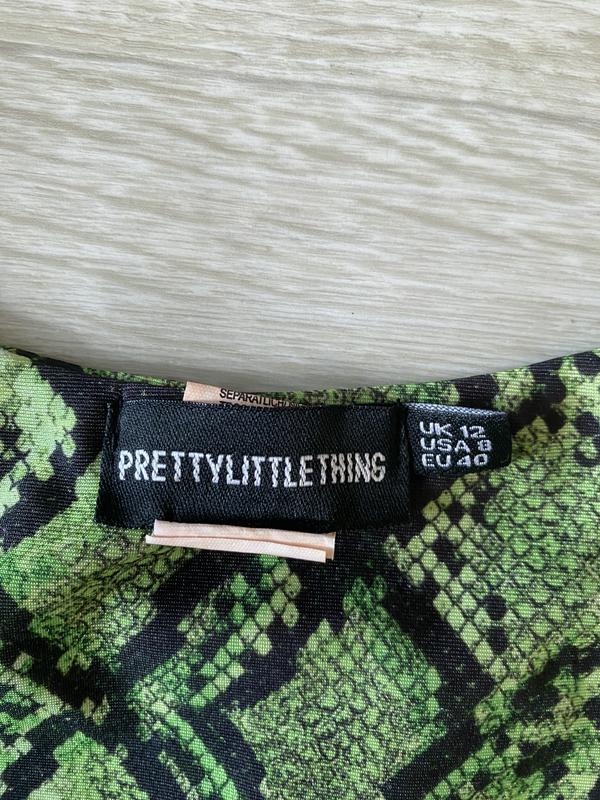 SEPARATLICH
PRETTYLITTLETHING
UK 12
USA 8
EU 40